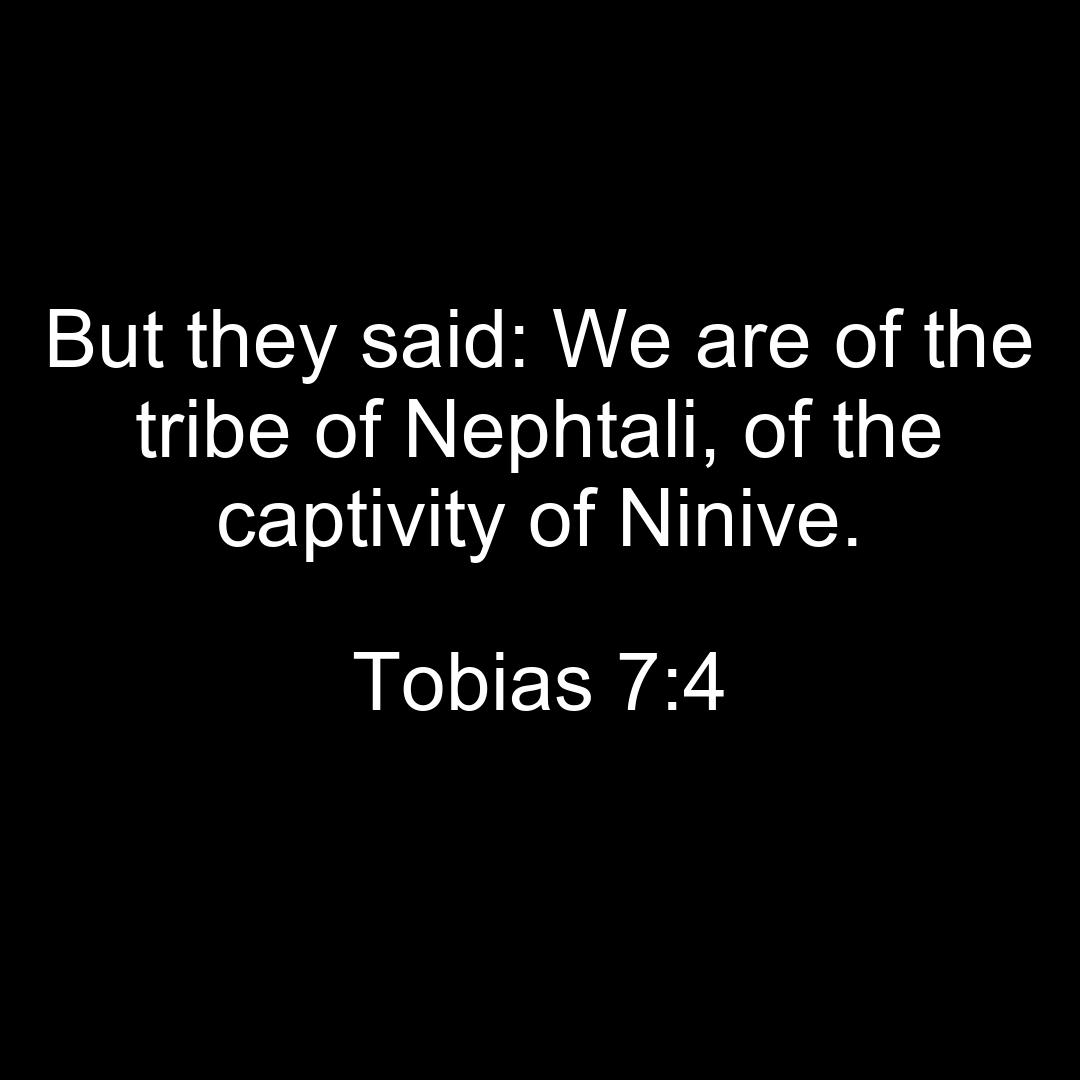 But they said: We are of the
tribe of Nephtali, of the
captivity of Ninive.
Tobias 7:4